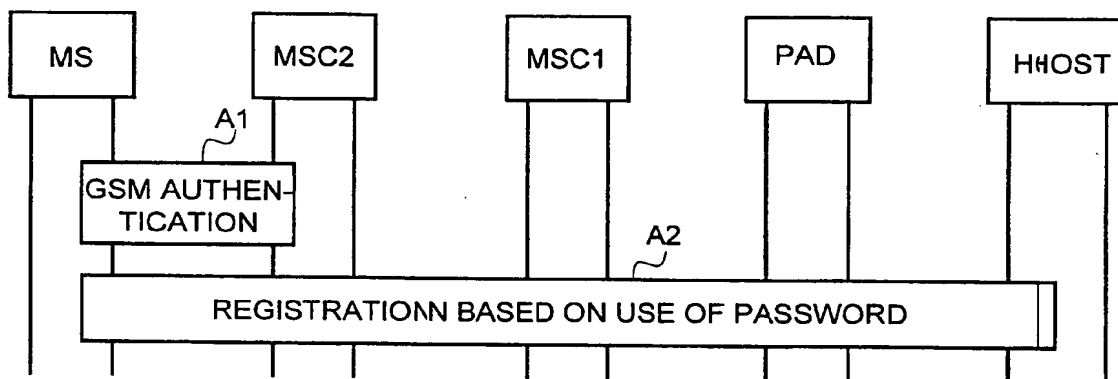 MS
MSC2
MSC1
PAD
HHOST
A1
GSM AUTHEN-
TICATION
A2
REGISTRATIONN BASED ON USE OF PASSWORD